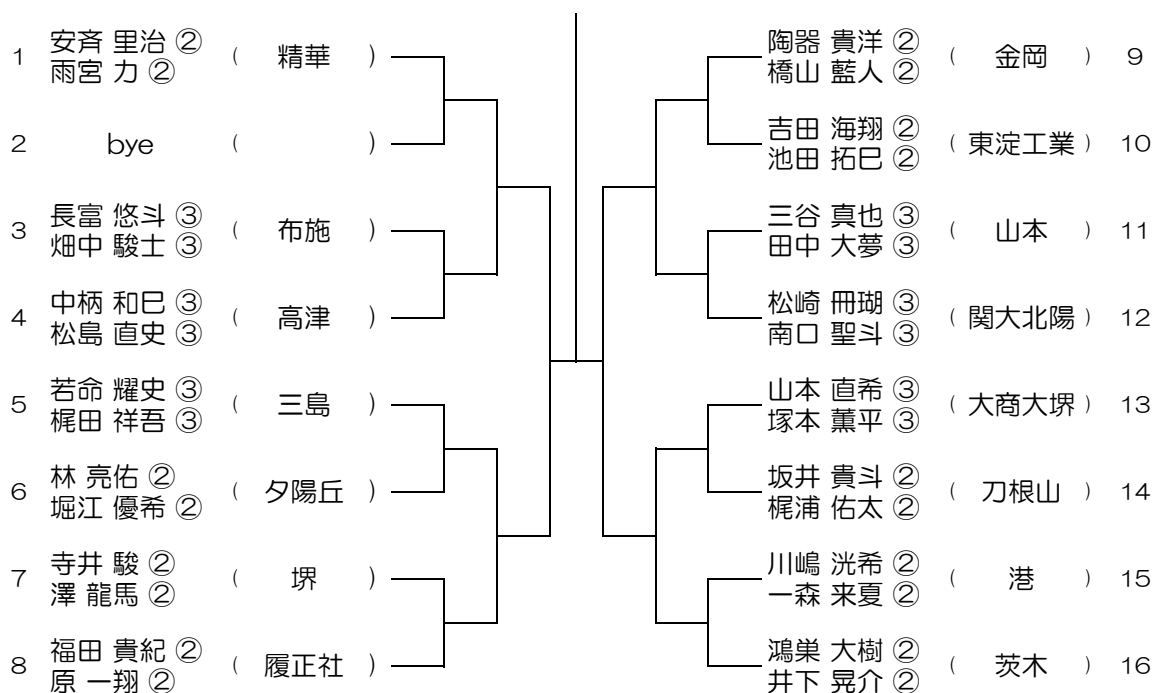 1 安斉 里治 ② ( 精華 )
雨宮 力 ②
2 bye ( )
3 長富 悠斗 ③ ( 布施 )
畑中 駿士 ③
4 中柄 和巳 ③ ( 高津 )
松島 直史 ③
5 若命 耀史 ③ ( 三島 )
梶田 祥吾 ③
6 林 亮佑 ② ( 夕陽丘 )
堀江 優希 ②
7 寺井 駿 ② ( 堺 )
澤 龍馬 ②
8 福田 貴紀 ② ( 履正社 )
原 一翔 ②
陶器 貴洋 ② ( 金岡 ) 9
橋山 藍人 ②
吉田 海翔 ② ( 東淀工業 ) 10
池田 拓巳 ②
三谷 真也 ③ ( 山本 ) 11
田中 大夢 ③
松崎 冊瑚 ③ ( 関大北陽 ) 12
南口 聖斗 ③
山本 直希 ③ ( 大商大堺 ) 13
塚本 薫平 ③
坂井 貴斗 ② ( 刀根山 ) 14
梶浦 佑太 ②
川嶋 洸希 ② ( 港 ) 15
一森 来夏 ②
鴻巣 大樹 ② ( 茨木 ) 16
井下 晃介 ②